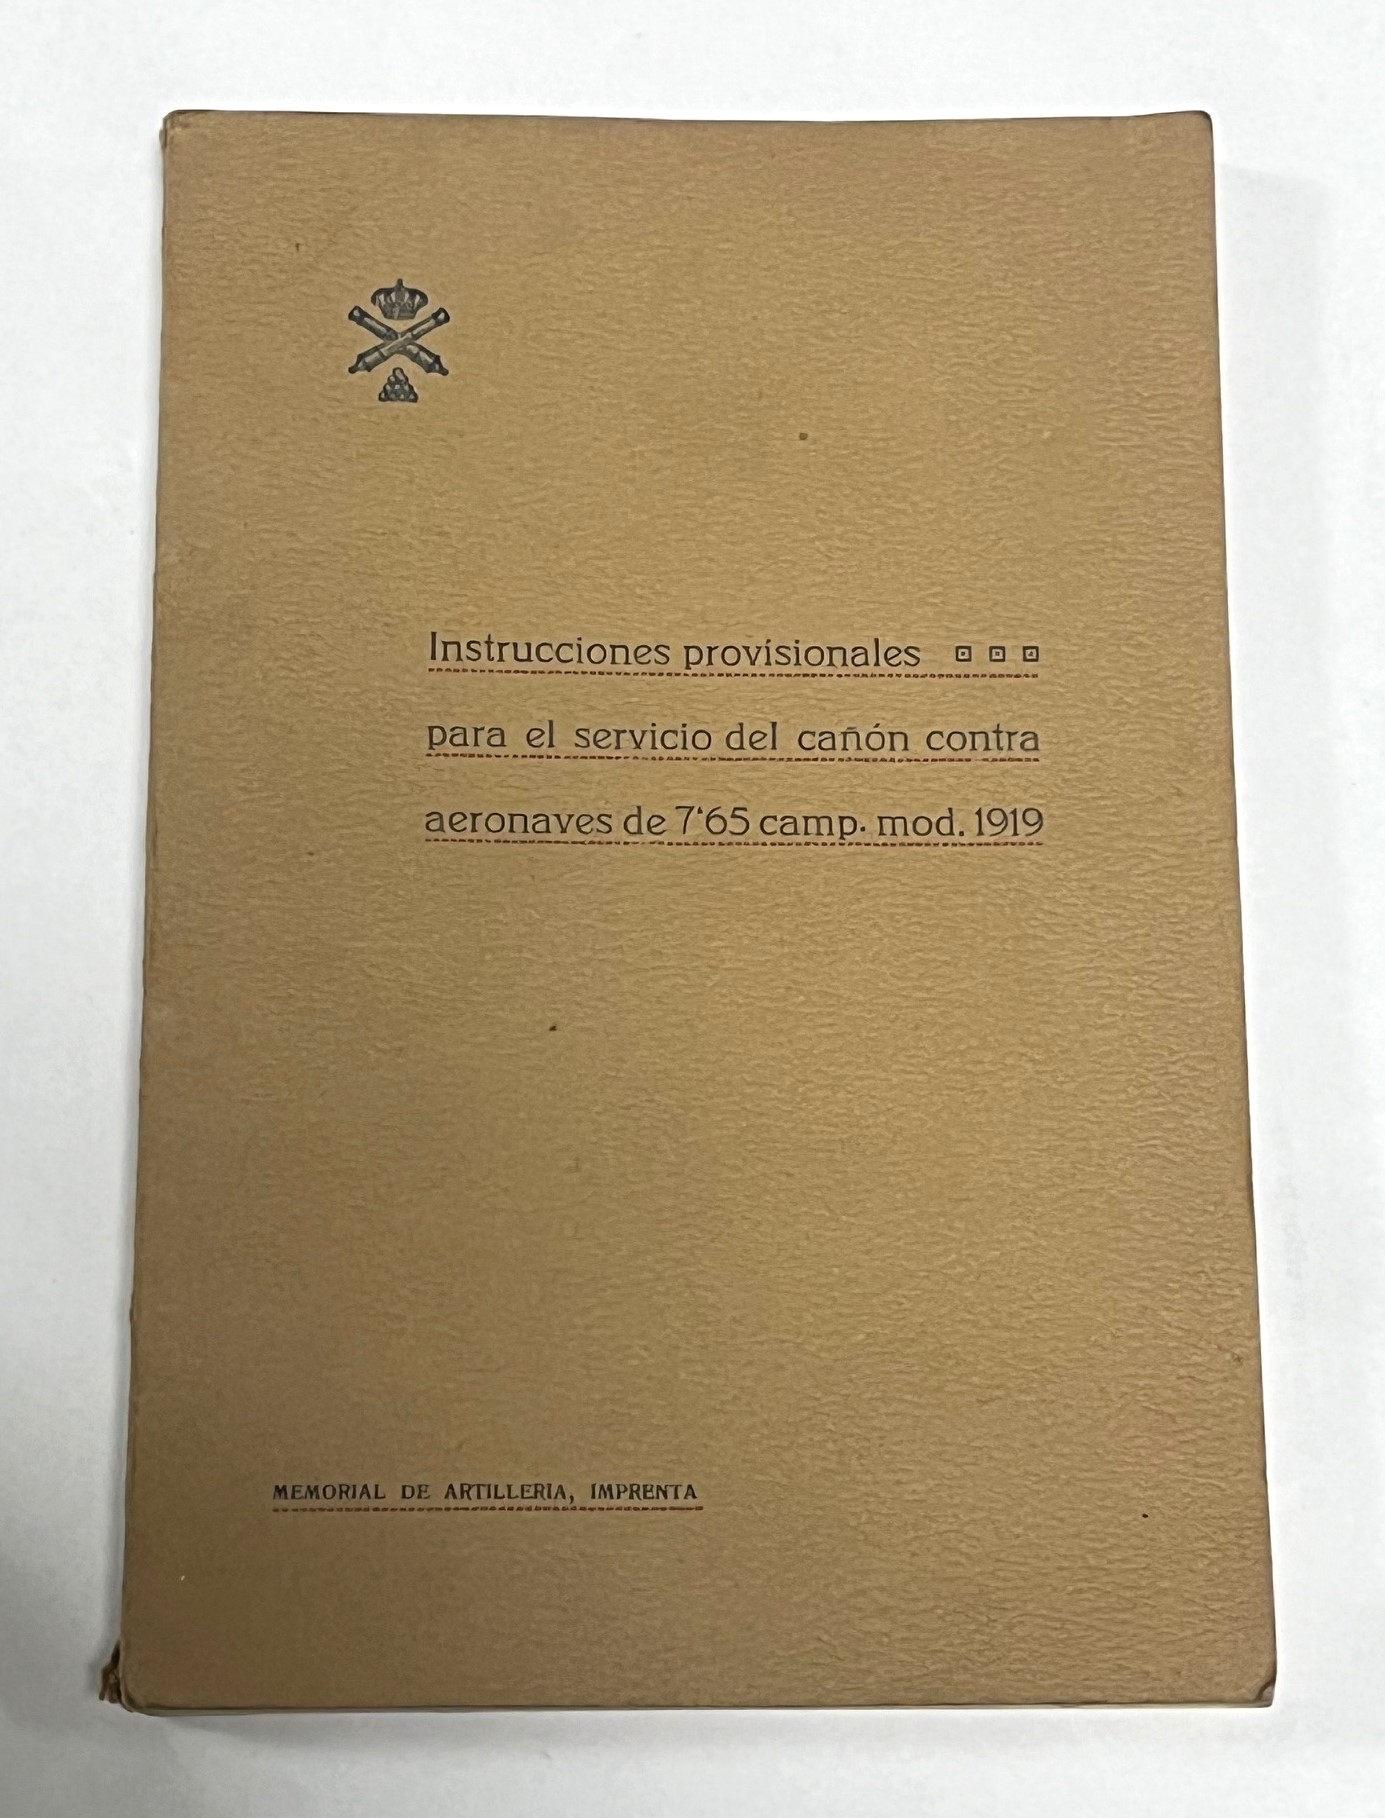 Instrucciones provisionales
para el servicio del cañón contra
aeronaves de 7'65 camp. mod. 1919
MEMORIAL DE ARTILLERIA, IMPRENTA